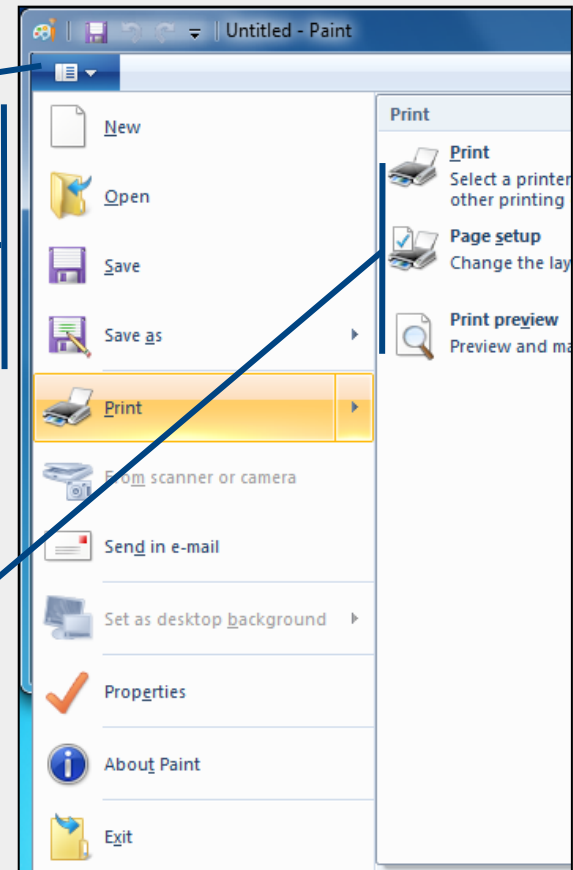 Untitled - Paint
New
Open
Save
Save as
Print
From scanner or camera
Send in e-mail
Set as desktop background
Properties
About Paint
Exit
Print
Print
Select a printer
other printing
Page setup
Change the lay
Print preview
Preview and ma